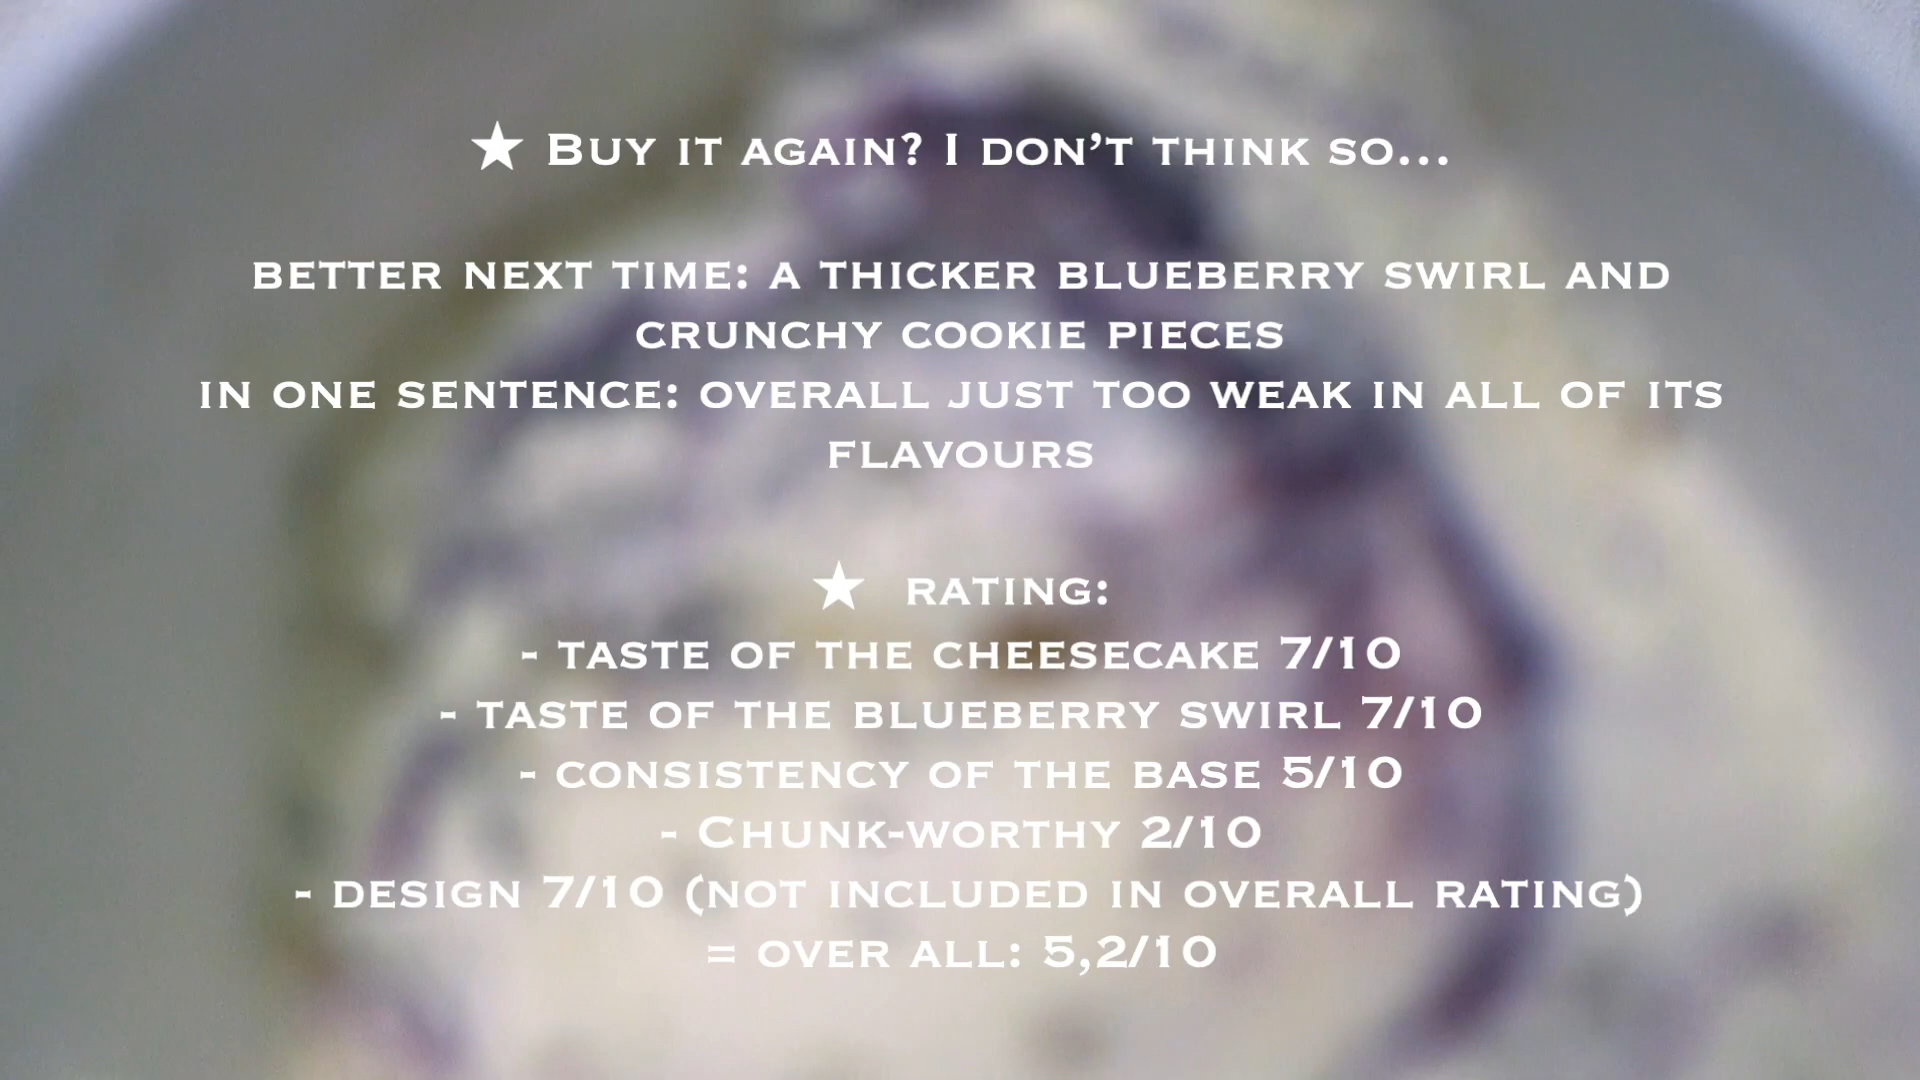 ★ Buy it again? I don't think so...
better next time: a thicker blueberry swirl and
crunchy cookie pieces
in one sentence: overall just too weak in all of its
flavours
★ rating:
- taste of the cheesecake 7/10
- taste of the blueberry swirl 7/10
- consistency of the base 5/10
- Chunk-worthy 2/10
- design 7/10 (not included in overall rating)
= over all: 5,2/10